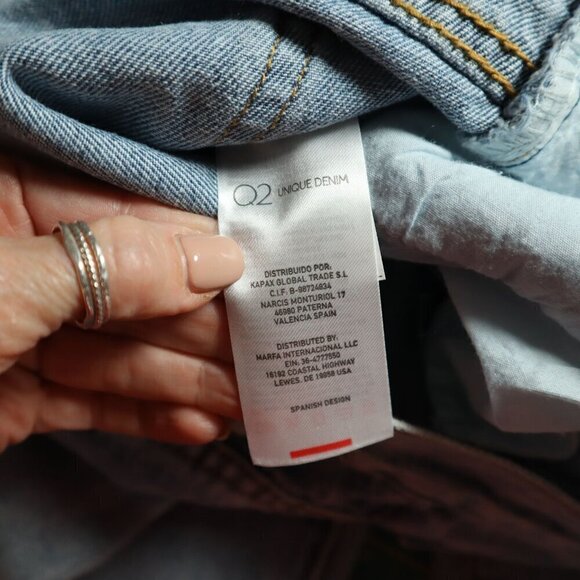 Q2 UNIQUE DENIM
DISTRIBUIDO POR:
KAPAX GLOBAL TRADE S.L
C.I.F. B-98724834
NARCIS MONTURIOL 17
46980 PATERNA
VALENCIA SPAIN
DISTRIBUTED BY:
MARFA INTERNACIONAL LLC
EIN. 36-4777550
16192 COASTAL HIGHWAY
LEWES, DE 19958 USA
SPANISH DESIGN